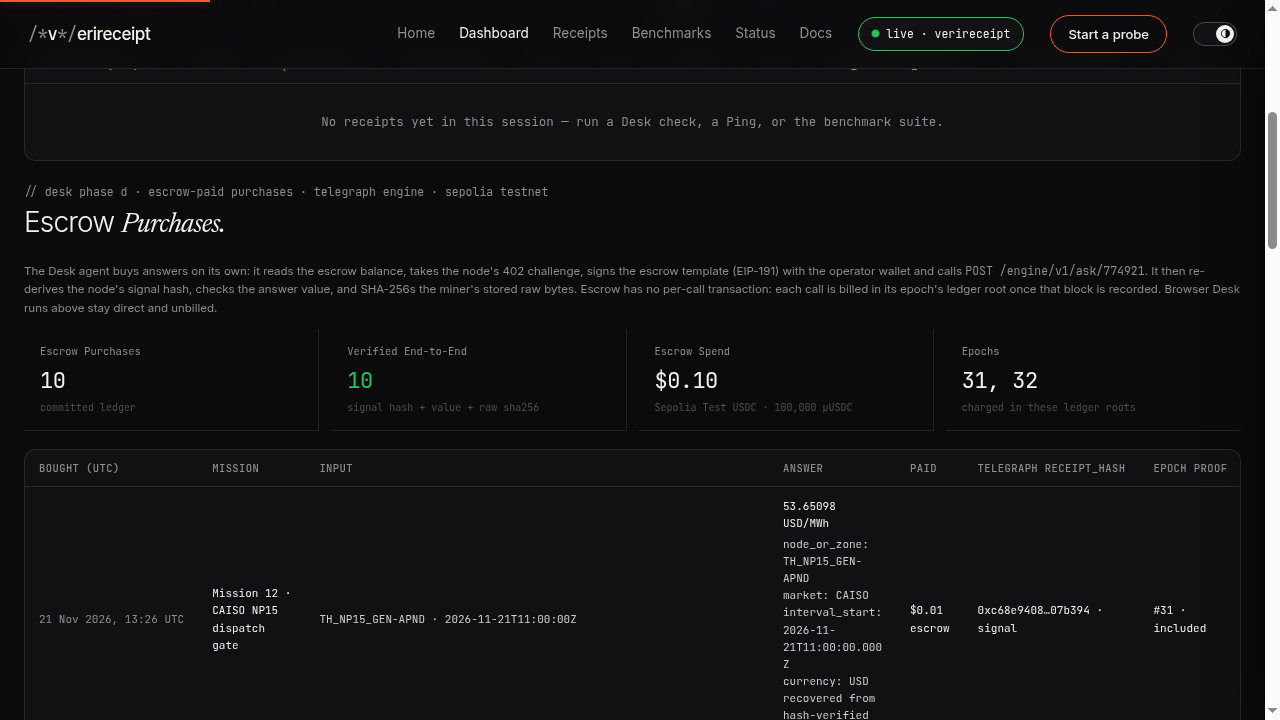 /*v*/erireceipt
Home
Dashboard
Receipts
Benchmarks
Status
Docs
live · verireceipt
Start a probe
No receipts yet in this session — run a Desk check, a Ping, or the benchmark suite.
// desk phase d · escrow-paid purchases · telegraph engine · sepolia testnet
Escrow Purchases.
The Desk agent buys answers on its own: it reads the escrow balance, takes the node's 402 challenge, signs the escrow template (EIP-191) with the operator wallet and calls POST /engine/v1/ask/774921. It then re-
derives the node's signal hash, checks the answer value, and SHA-256s the miner's stored raw bytes. Escrow has no per-call transaction: each call is billed in its epoch's ledger root once that block is recorded. Browser Desk
runs above stay direct and unbilled.
Escrow Purchases
10
committed ledger
Verified End-to-End
10
signal hash + value + raw sha256
Escrow Spend
$0.10
Sepolia Test USDC · 100,000 µUSDC
Epochs
31, 32
charged in these ledger roots
BOUGHT (UTC)
MISSION
INPUT
ANSWER
PAID
TELEGRAPH RECEIPT_HASH
EPOCH PROOF
21 Nov 2026, 13:26 UTC
Mission 12 ·
CAISO NP15
dispatch
gate
TH_NP15_GEN-APND · 2026-11-21T11:00:00Z
53.65098
USD/MWh
node_or_zone:
TH_NP15_GEN-
APND
market: CAISO
interval_start:
2026-11-
21T11:00:00.000
Z
currency: USD
recovered from
hash-verified
$0.01
escrow
0xc68e9408…07b394 ·
signal
#31 ·
included